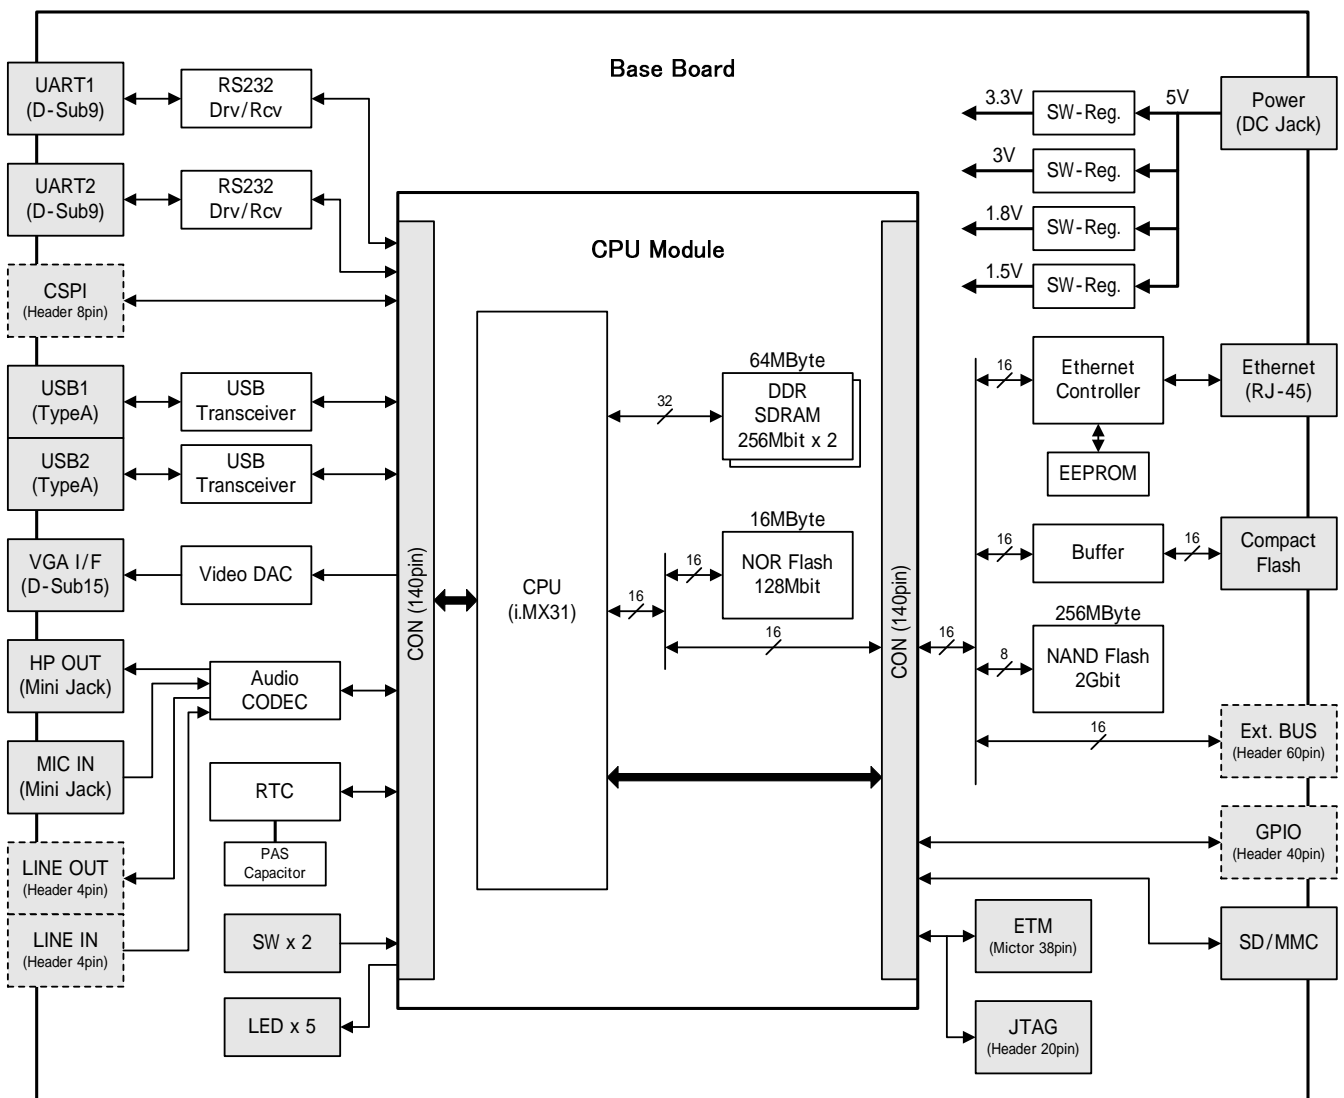 Base Board
UART1
(D-Sub9)
RS232
Drv/Rcv
UART2
(D-Sub9)
RS232
Drv/Rcv
CSPI
(Header 8pin)
USB1
(TypeA)
USB
Transceiver
USB2
(TypeA)
USB
Transceiver
VGA I/F
(D-Sub15)
Video DAC
HP OUT
(Mini Jack)
Audio
CODEC
MIC IN
(Mini Jack)
RTC
PAS
Capacitor
LINE OUT
(Header 4pin)
LINE IN
(Header 4pin)
SW x 2
LED x 5
CPU Module
CON (140pin)
CPU
(i.MX31)
64MByte
32
DDR
SDRAM
256Mbit x 2
16MByte
16
NOR Flash
128Mbit
16
16
CON (140pin)
3.3V
SW-Reg.
5V
Power
(DC Jack)
3V
SW-Reg.
1.8V
SW-Reg.
1.5V
SW-Reg.
16
Ethernet
Controller
Ethernet
(RJ-45)
EEPROM
16
Buffer
16
Compact
Flash
256MByte
16
8
NAND Flash
2Gbit
16
Ext. BUS
(Header 60pin)
GPIO
(Header 40pin)
ETM
(Mictor 38pin)
SD/MMC
JTAG
(Header 20pin)